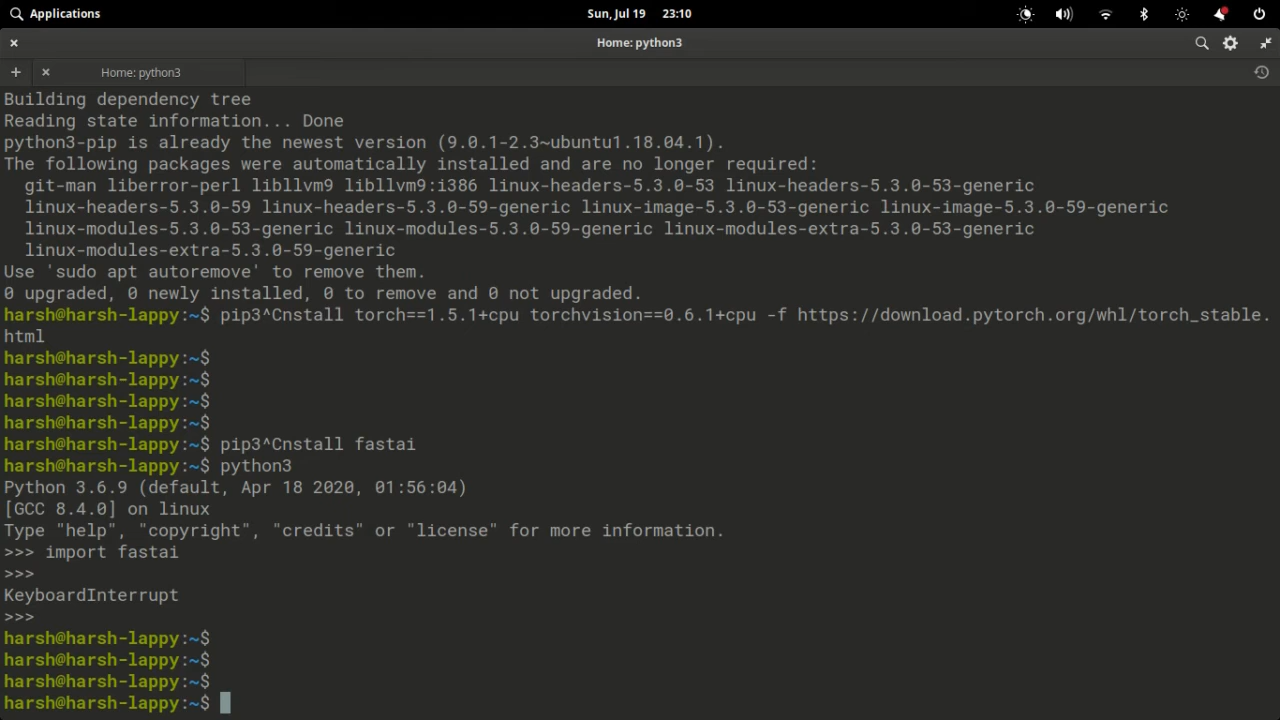 Applications
Sun, Jul 19 23:10
Home: python3
Home: python3
Building dependency tree
Reading state information... Done
python3-pip is already the newest version (9.0.1-2.3~ubuntu1.18.04.1).
The following packages were automatically installed and are no longer required:
git-man liberror-perl libllvm9 libllvm9:i386 linux-headers-5.3.0-53 linux-headers-5.3.0-53-generic
linux-headers-5.3.0-59 linux-headers-5.3.0-59-generic linux-image-5.3.0-53-generic linux-image-5.3.0-59-generic
linux-modules-5.3.0-53-generic linux-modules-5.3.0-59-generic linux-modules-extra-5.3.0-53-generic
linux-modules-extra-5.3.0-59-generic
Use 'sudo apt autoremove' to remove them.
0 upgraded, 0 newly installed, 0 to remove and 0 not upgraded.
harsh@harsh-lappy:~$ pip3^Cnstall torch==1.5.1+cpu torchvision==0.6.1+cpu -f https://download.pytorch.org/whl/torch_stable.
html
harsh@harsh-lappy:~$
harsh@harsh-lappy:~$
harsh@harsh-lappy:~$
harsh@harsh-lappy:~$
harsh@harsh-lappy:~$ pip3^Cnstall fastai
harsh@harsh-lappy:~$ python3
Python 3.6.9 (default, Apr 18 2020, 01:56:04)
[GCC 8.4.0] on linux
Type "help", "copyright", "credits" or "license" for more information.
>>> import fastai
>>>
KeyboardInterrupt
>>>
harsh@harsh-lappy:~$
harsh@harsh-lappy:~$
harsh@harsh-lappy:~$
harsh@harsh-lappy:~$